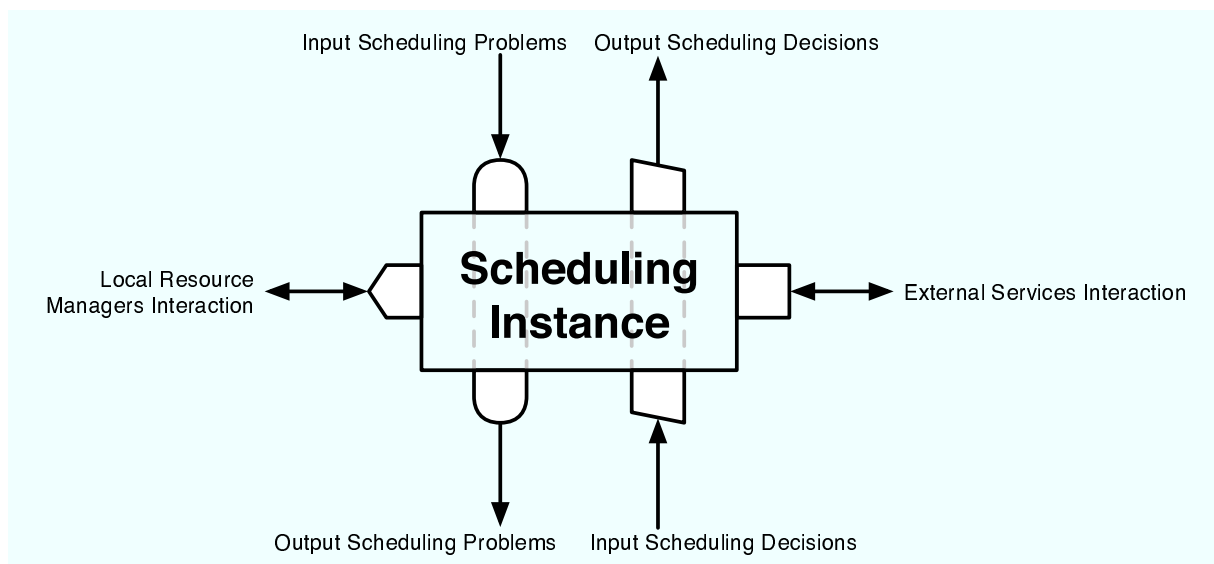 Input Scheduling Problems
Output Scheduling Decisions
Scheduling
Instance
Local Resource
Managers Interaction
External Services Interaction
Output Scheduling Problems
Input Scheduling Decisions